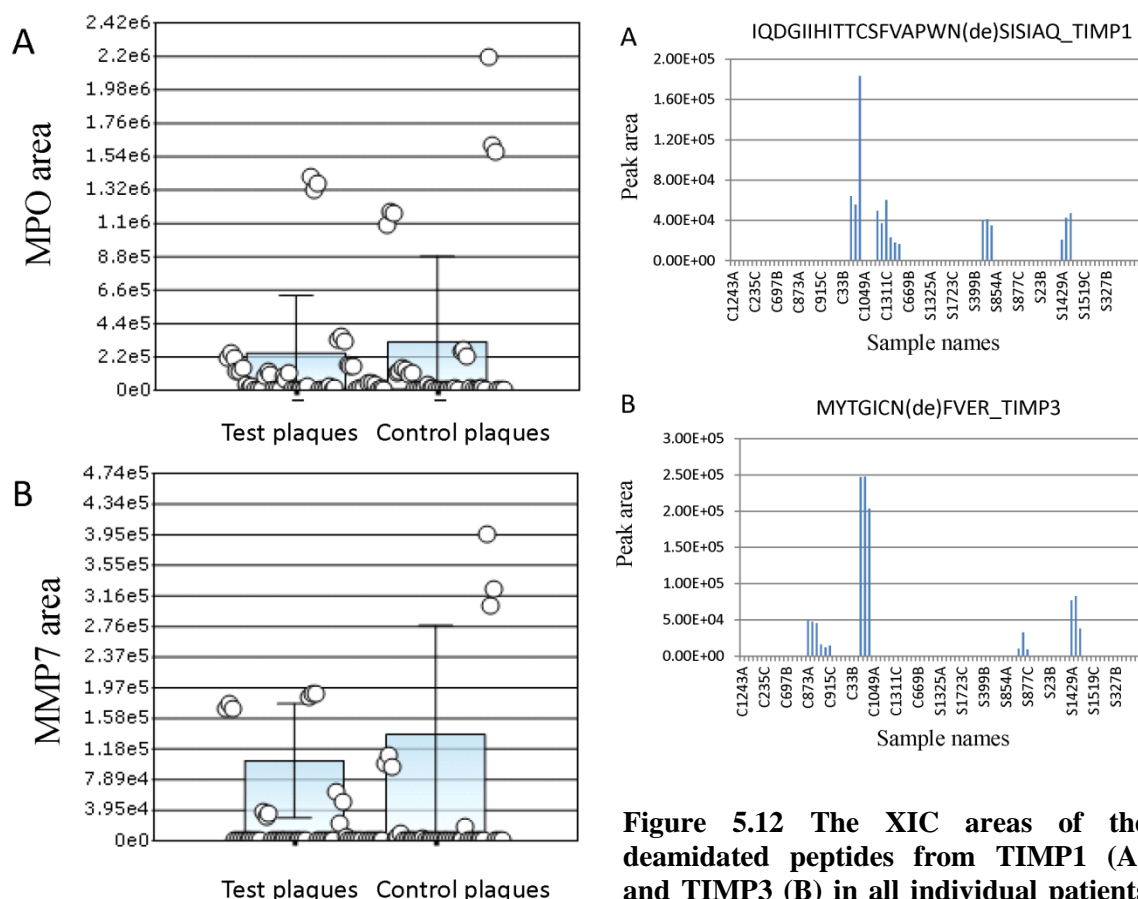 A
MPO area
2.42e6
2.2e6
1.98e6
1.76e6
1.54e6
1.32e6
1.1e6
8.8e5
6.6e5
4.4e5
2.2e5
0e0
Test plaques Control plaques
B
MMP7 area
4.74e5
4.34e5
3.95e5
3.55e5
3.16e5
2.76e5
2.37e5
1.97e5
1.58e5
1.18e5
7.89e4
3.95e4
0e0
Test plaques Control plaques
A
IQDGIIHITTCSFVAPWN(de)SISIAQ_TIMP1
Peak area
2.00E+05
1.60E+05
1.20E+05
8.00E+04
4.00E+04
0.00E+00
C1243A C235C C697B C873A C915C C33B C1049A C1311C C669B S1325A S1723C S399B S854A S877C S23B S1429A S1519C S327B
Sample names
B
MYTGICN(de)FVER_TIMP3
Peak area
3.00E+05
2.50E+05
2.00E+05
1.50E+05
1.00E+05
5.00E+04
0.00E+00
C1243A C235C C697B C873A C915C C33B C1049A C1311C C669B S1325A S1723C S399B S854A S877C S23B S1429A S1519C S327B
Sample names
Figure 5.12 The XIC areas of the
deamidated peptides from TIMP1 (A
and TIMP3 (B) in all individual patients